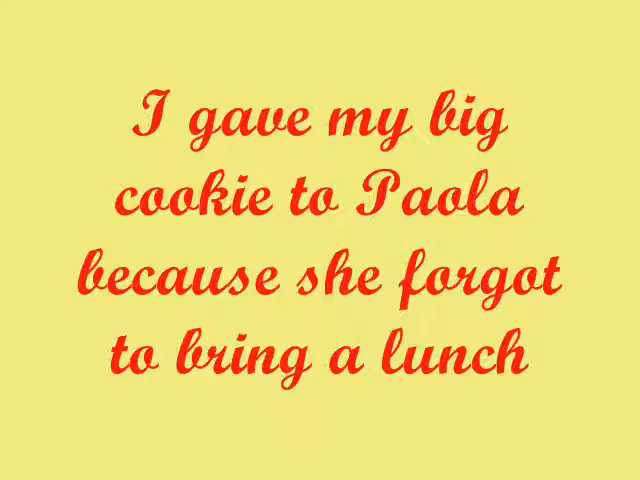 I gave my big
cookie to Paola
because she forgot
to bring a lunch